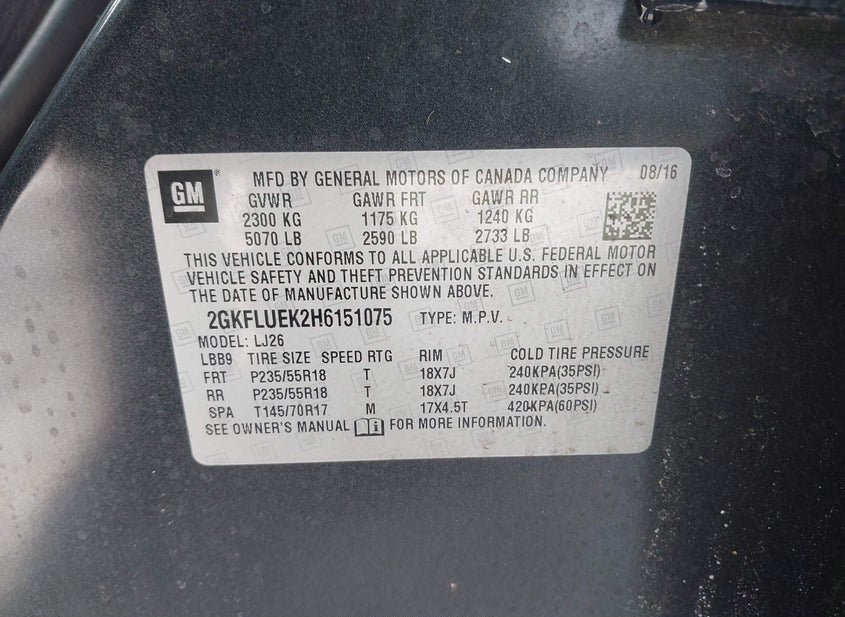 GM MFD BY GENERAL MOTORS OF CANADA COMPANY 08/16
GVWR GAWR FRT GAWR RR
2300 KG 1175 KG 1240 KG
5070 LB 2590 LB 2733 LB
THIS VEHICLE CONFORMS TO ALL APPLICABLE U.S. FEDERAL MOTOR
VEHICLE SAFETY AND THEFT PREVENTION STANDARDS IN EFFECT ON
THE DATE OF MANUFACTURE SHOWN ABOVE.
2GKFLUEK2H6151075 TYPE: M.P.V.
MODEL: LJ26
LBB9 TIRE SIZE SPEED RTG RIM COLD TIRE PRESSURE
FRT P235/55R18 T 18X7J 240KPA(35PSI)
RR P235/55R18 T 18X7J 240KPA(35PSI)
SPA T145/70R17 M 17X4.5T 420KPA(60PSI)
SEE OWNER'S MANUAL FOR MORE INFORMATION.